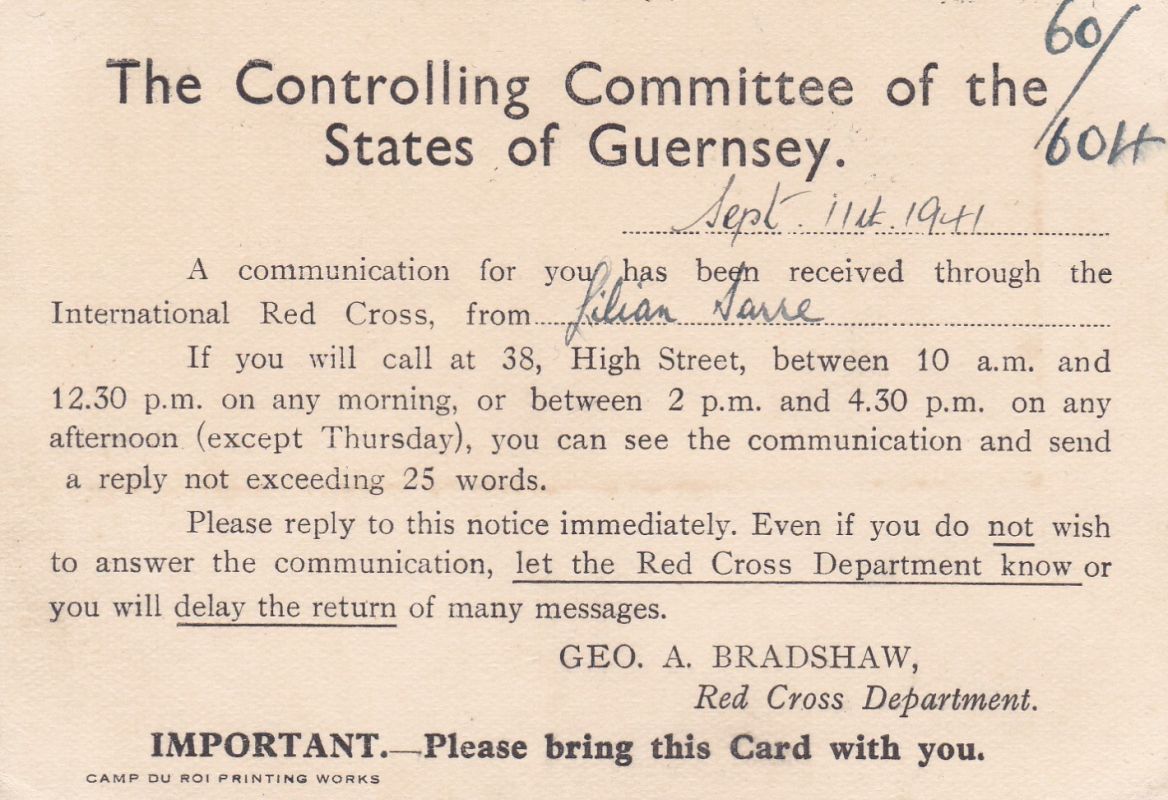 60/
The Controlling Committee of the
604
States of Guernsey.
Sept. 11th. 1941
A communication for you has been received through the
International Red Cross, from Lilian Sarre
If you will call at 38, High Street, between 10 a.m. and
12.30 p.m. on any morning, or between 2 p.m. and 4.30 p.m. on any
afternoon (except Thursday), you can see the communication and send
a reply not exceeding 25 words.
Please reply to this notice immediately. Even if you do not wish
to answer the communication, let the Red Cross Department know or
you will delay the return of many messages.
GEO. A. BRADSHAW,
Red Cross Department.
IMPORTANT.—Please bring this Card with you.
CAMP DU ROI PRINTING WORKS